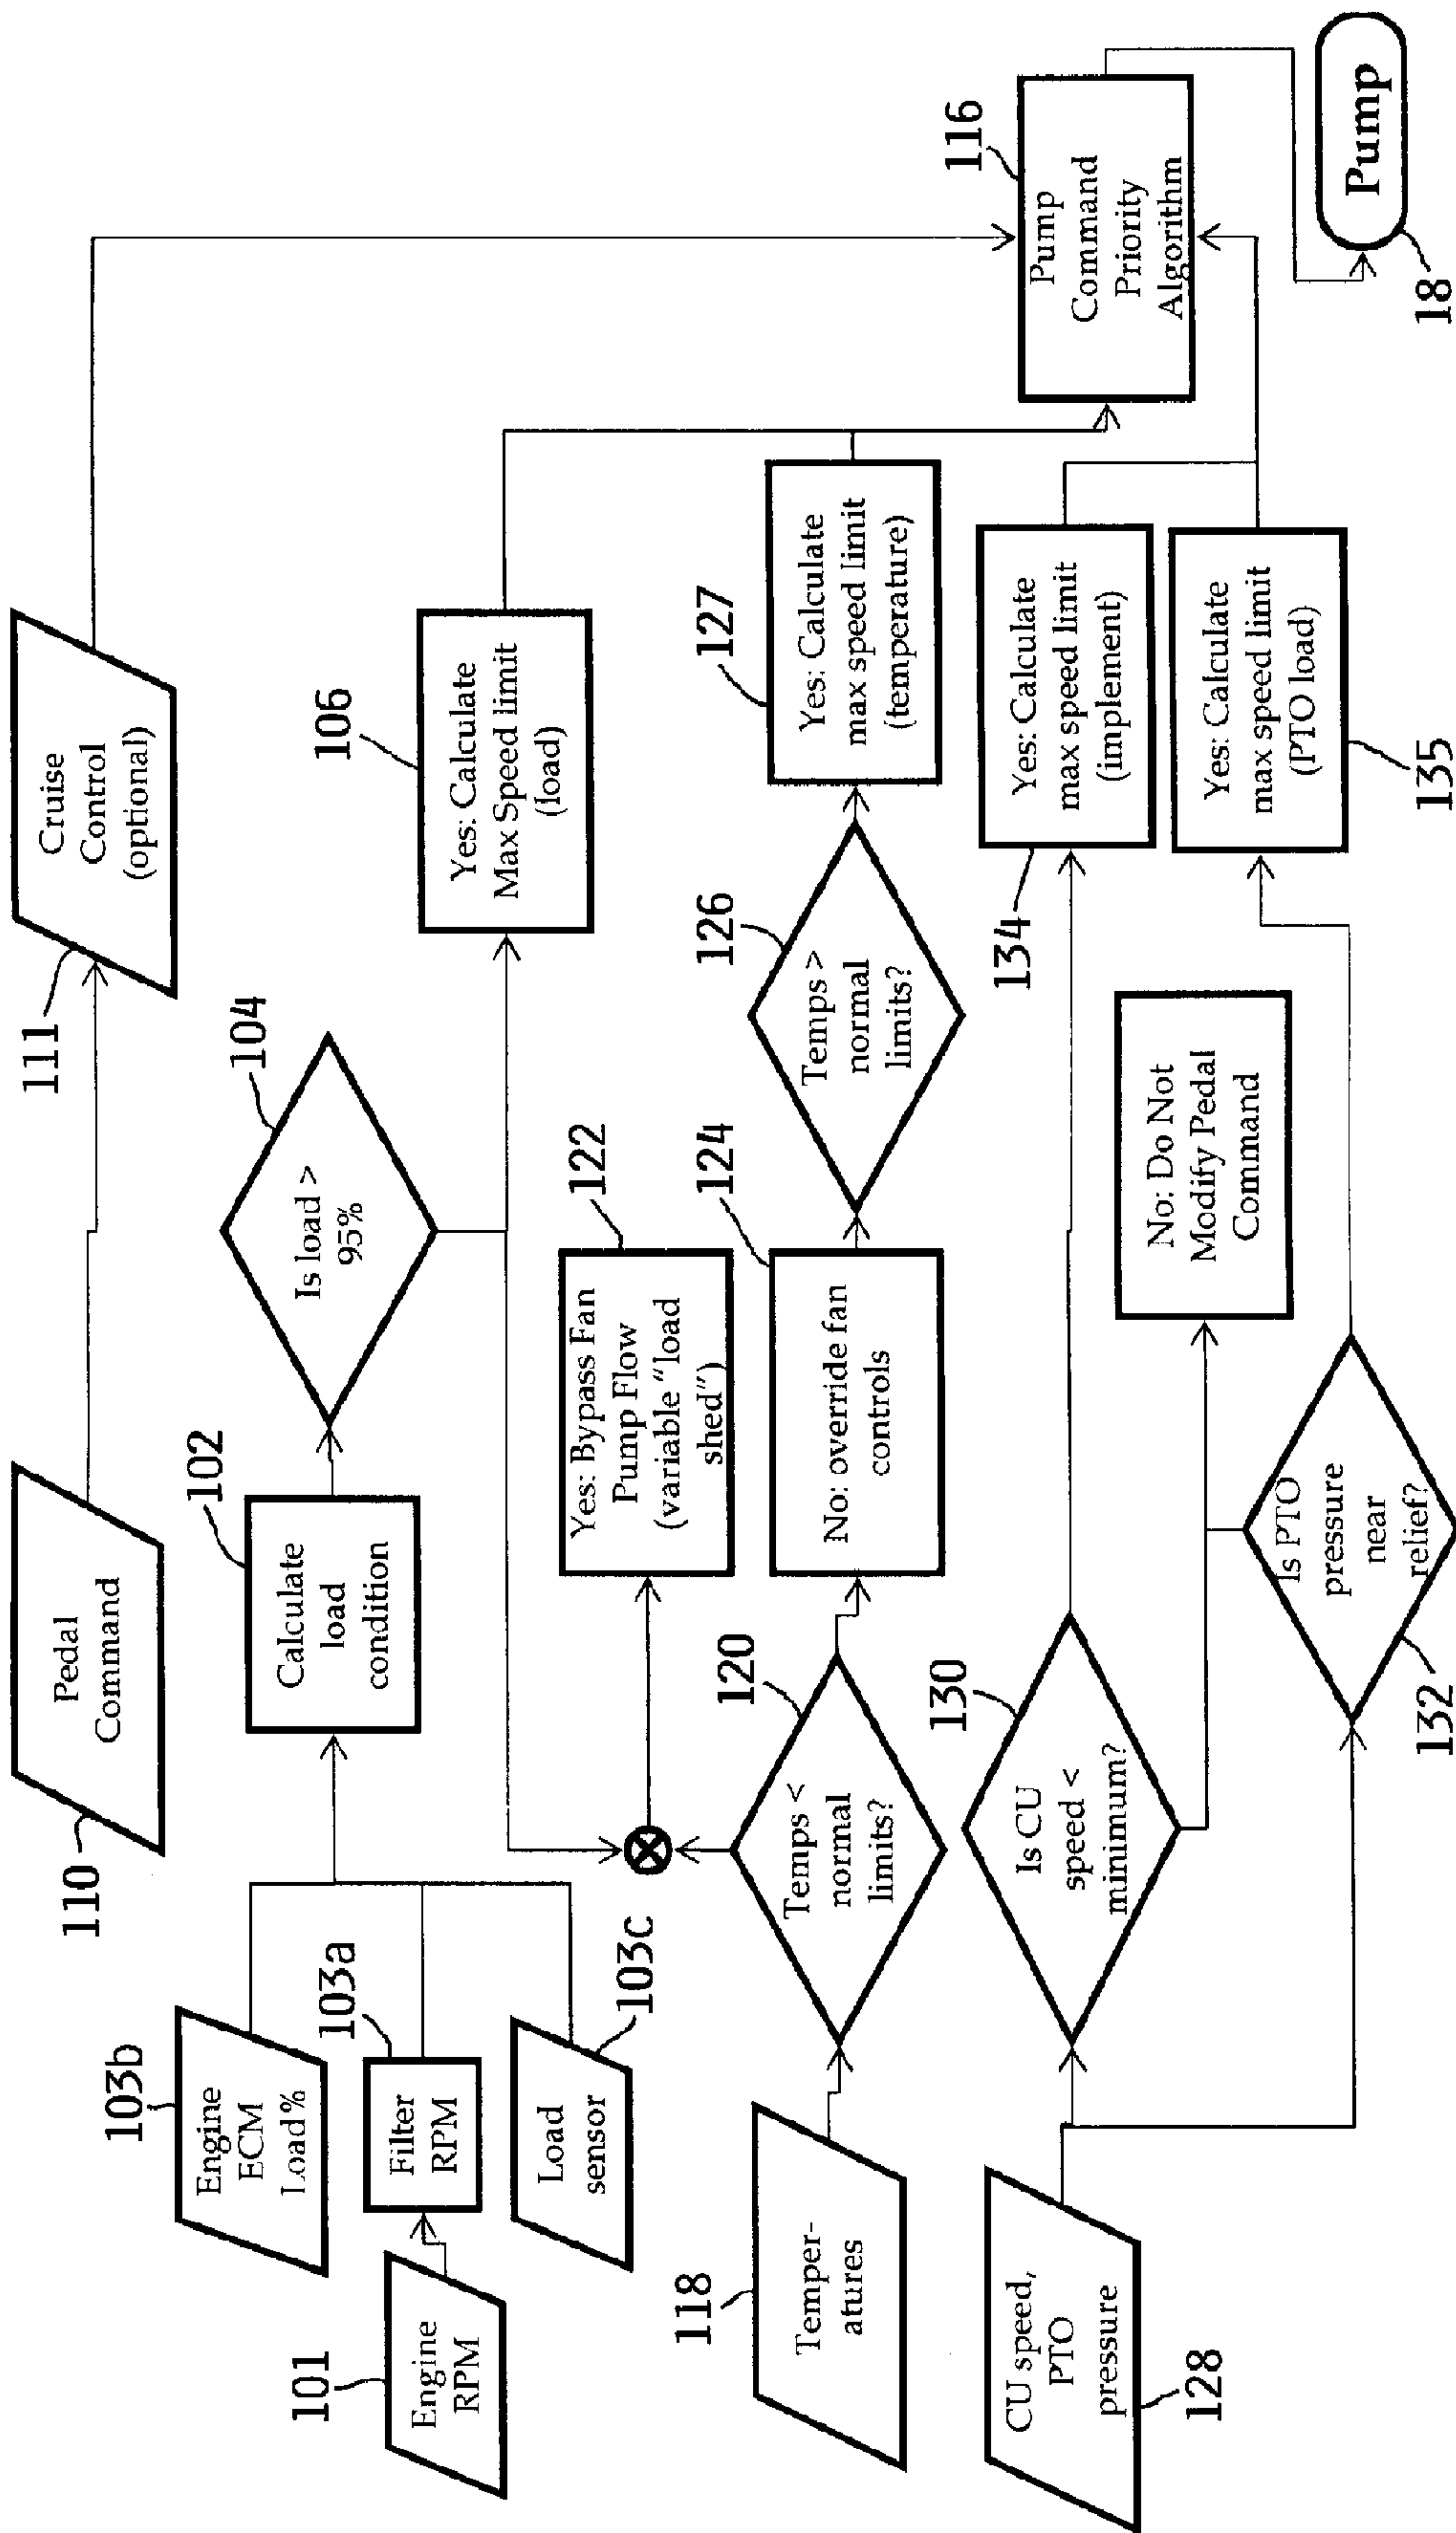 110
Pedal
Command
111
Cruise
Control
(optional)
103b
Engine
ECM
Load%
101
Engine
RPM
103a
Filter
RPM
103c
Load
sensor
102
Calculate
load
condition
104
Is load >
95%
106
Yes: Calculate
Max Speed limit
(load)
122
Yes: Bypass Fan
Pump Flow
(variable "load
shed")
118
Temper-
atures
120
Temps <
normal
limits?
124
No: override fan
controls
126
Temps >
normal
limits?
127
Yes: Calculate
max speed limit
(temperature)
128
CU speed,
PTO
pressure
130
Is CU
speed <
minimum?
134
Yes: Calculate
max speed limit
(implement)
No: Do Not
Modify Pedal
Command
132
Is PTO
pressure
near
relief?
135
Yes: Calculate
max speed limit
(PTO load)
116
Pump
Command
Priority
Algorithm
18
Pump